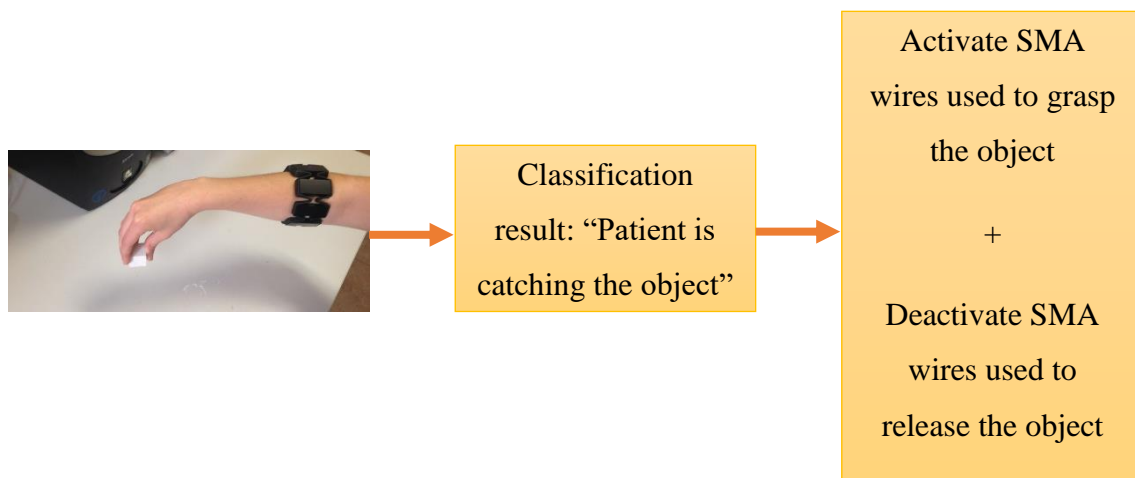 Classification
result: “Patient is
catching the object”
Activate SMA
wires used to grasp
the object
+
Deactivate SMA
wires used to
release the object